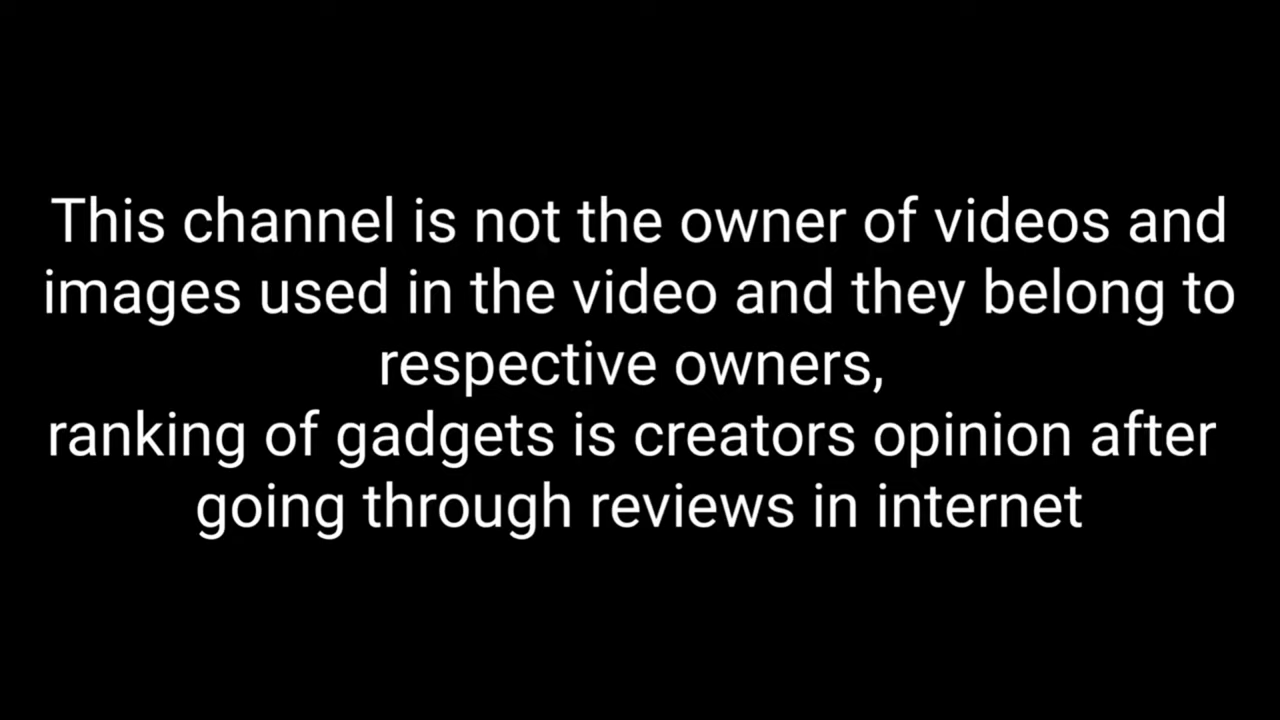 This channel is not the owner of videos and
images used in the video and they belong to
respective owners,
ranking of gadgets is creators opinion after
going through reviews in internet